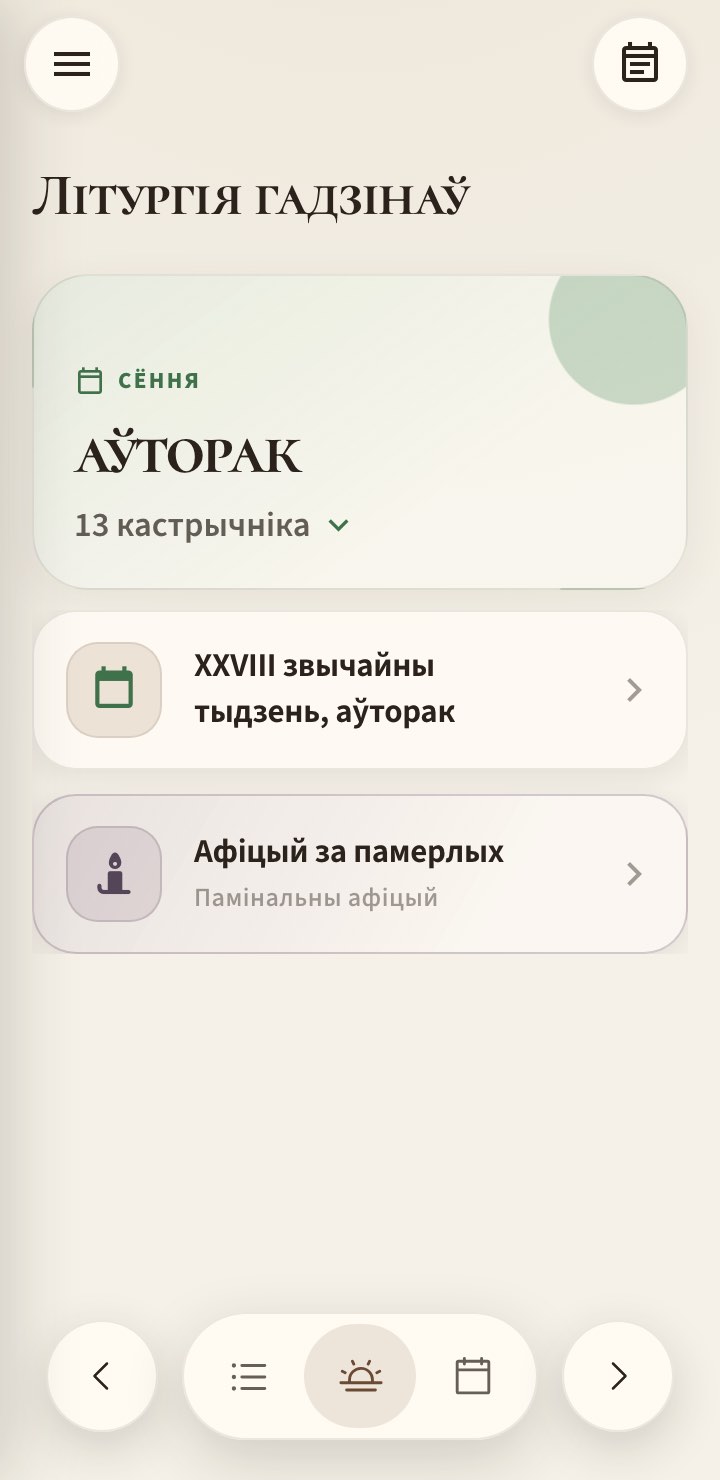 Літургія гадзінаў
СЁННЯ
АЎТОРАК
13 кастрычніка
XXVIII звычайны
тыдзень, аўторак
Афіцый за памерлых
Памінальны афіцый